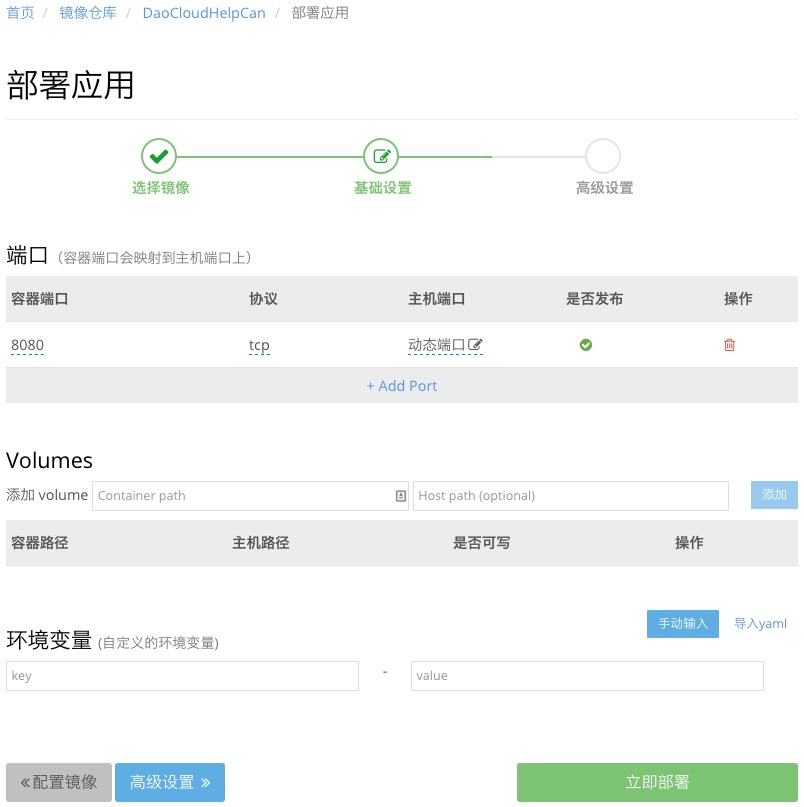 首页 / 镜像仓库 / DaoCloudHelpCan / 部署应用
部署应用
选择镜像 基础设置 高级设置
端口 (容器端口会映射到主机端口上)
容器端口 协议 主机端口 是否发布 操作
8080 tcp 动态端口
+ Add Port
Volumes
添加 volume Container path Host path (optional) 添加
容器路径 主机路径 是否可写 操作
手动输入 导入yaml
环境变量 (自定义的环境变量)
key - value
«配置镜像 高级设置 » 立即部署